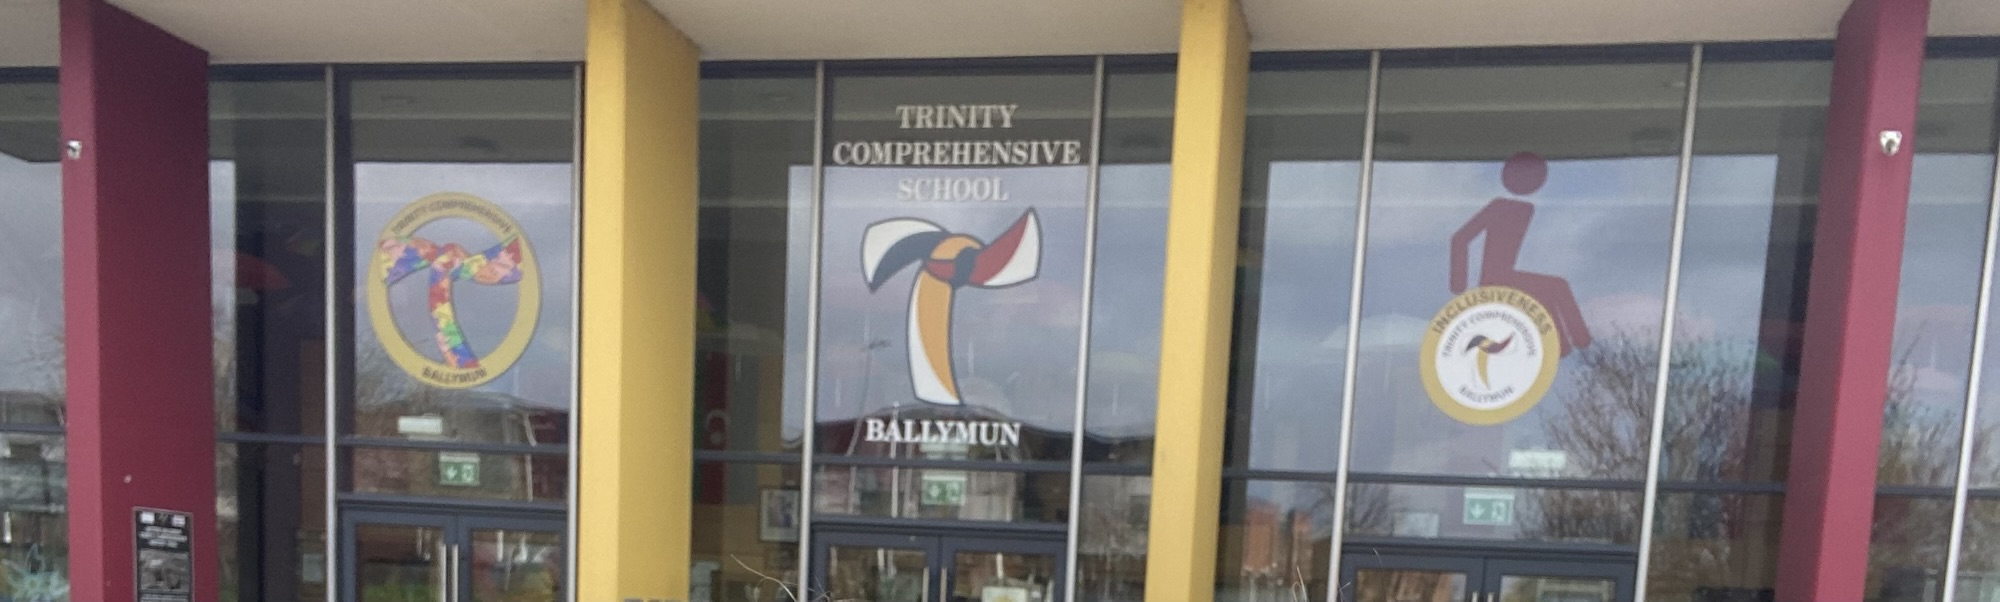 TRINITY COMPREHENSIVE
BALLYMUN
TRINITY
COMPREHENSIVE
SCHOOL
BALLYMUN
INCLUSIVENESS
TRINITY COMPREHENSIVE
BALLYMUN